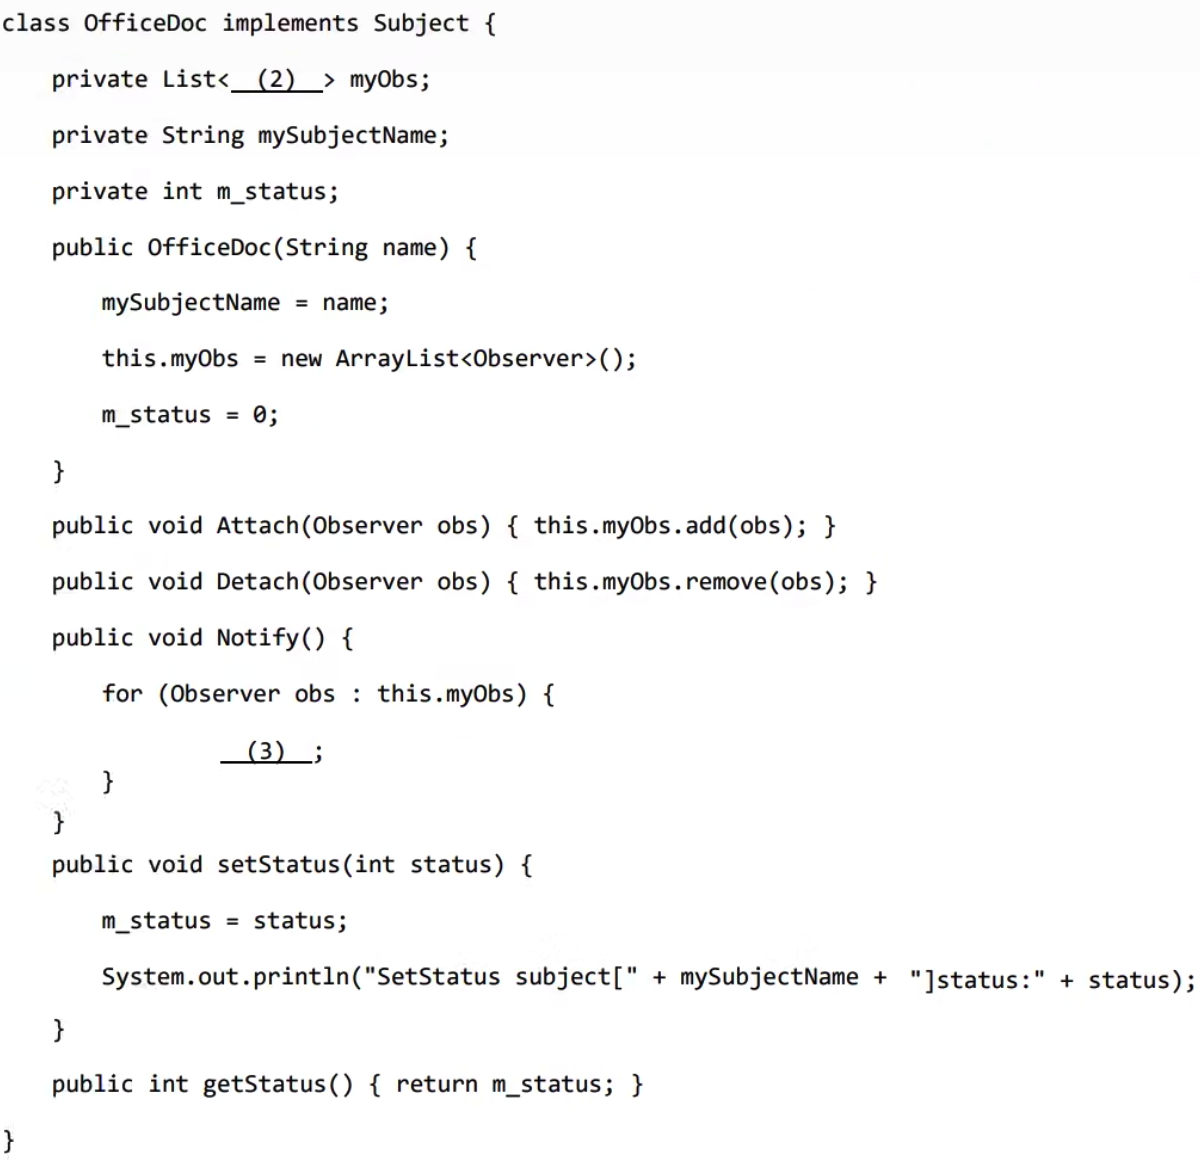 class OfficeDoc implements Subject {
private List<__(2)__> myObs;
private String mySubjectName;
private int m_status;
public OfficeDoc(String name) {
mySubjectName = name;
this.myObs = new ArrayList<Observer>();
m_status = 0;
}
public void Attach(Observer obs) { this.myObs.add(obs); }
public void Detach(Observer obs) { this.myObs.remove(obs); }
public void Notify() {
for (Observer obs : this.myObs) {
__(3)__;
}
}
public void setStatus(int status) {
m_status = status;
System.out.println("SetStatus subject[" + mySubjectName + "]status:" + status);
}
public int getStatus() { return m_status; }
}